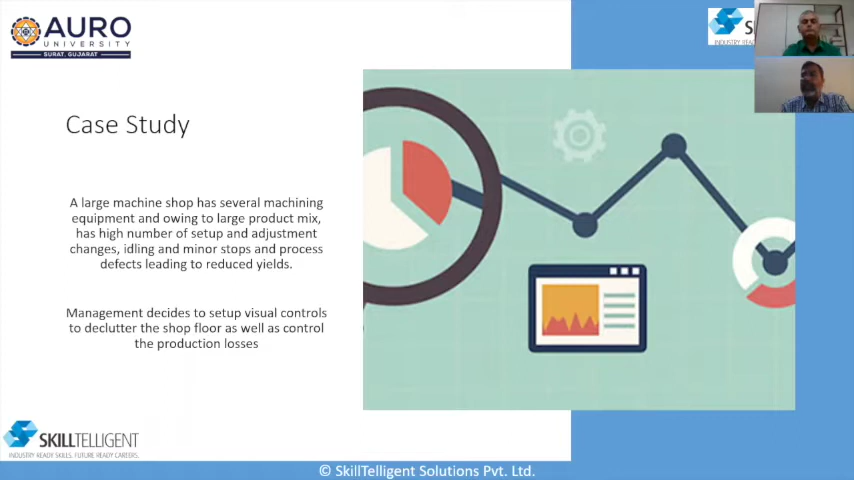 AURO
UNIVERSITY
SURAT, GUJARAT
Case Study
A large machine shop has several machining
equipment and owing to large product mix,
has high number of setup and adjustment
changes, idling and minor stops and process
defects leading to reduced yields.
Management decides to setup visual controls
to declutter the shop floor as well as control
the production losses
SKILLTELLIGENT
INDUSTRY READY SKILLS. FUTURE READY CAREERS.
© SkillTelligent Solutions Pvt. Ltd.
INDUSTRY